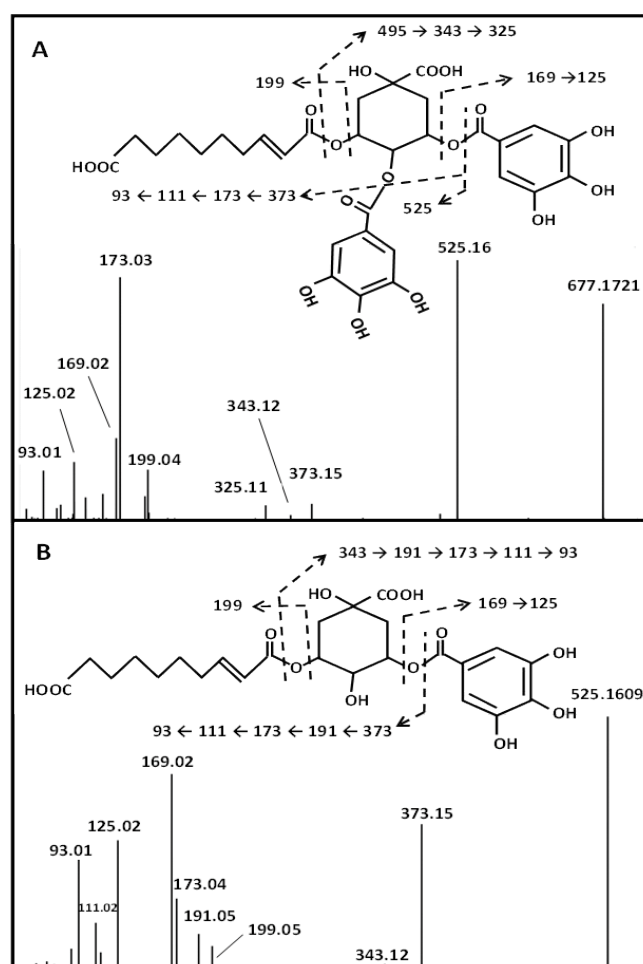 A
495 → 343 → 325
199
HO
COOH
169 → 125
O
O
O
O
O
OH
OH
OH
HOOC
93 ← 111 ← 173 ← 373
O
O
525
OH
OH
OH
173.03
525.16
677.1721
169.02
125.02
343.12
93.01
199.04
373.15
325.11
B
343 → 191 → 173 → 111 → 93
199
HO
COOH
169 → 125
O
O
O
O
OH
OH
OH
HOOC
OH
525.1609
93 ← 111 ← 173 ← 191 ← 373
169.02
373.15
125.02
93.01
173.04
111.02
191.05
199.05
343.12